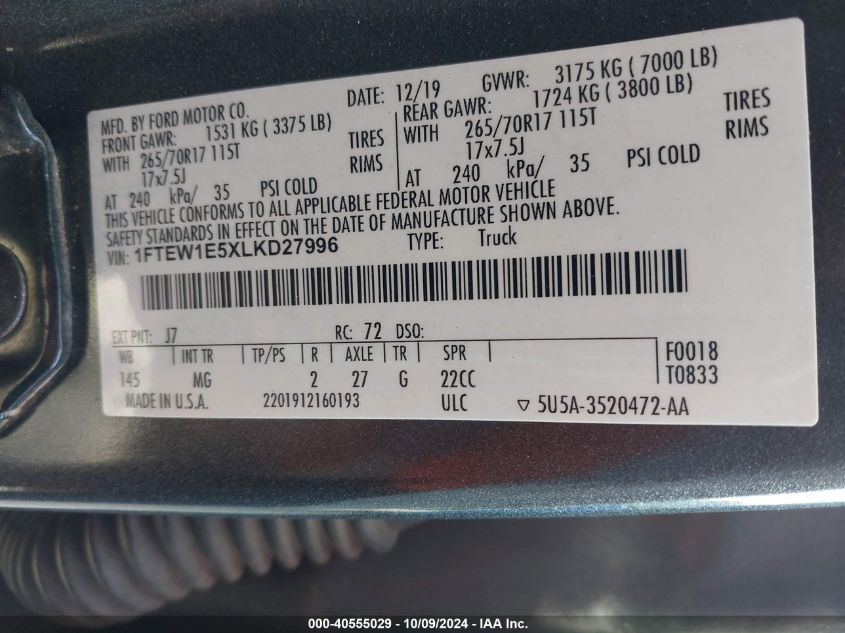 MFD. BY FORD MOTOR CO. DATE: 12/19 GVWR: 3175 KG ( 7000 LB)
FRONT GAWR: 1531 KG ( 3375 LB) REAR GAWR: 1724 KG ( 3800 LB)
WITH 265/70R17 115T TIRES WITH 265/70R17 115T TIRES
17x7.5J RIMS 17x7.5J RIMS
AT 240 kPa/ 35 PSI COLD AT 240 kPa/ 35 PSI COLD
THIS VEHICLE CONFORMS TO ALL APPLICABLE FEDERAL MOTOR VEHICLE
SAFETY STANDARDS IN EFFECT ON THE DATE OF MANUFACTURE SHOWN ABOVE.
VIN: 1FTEW1E5XLKD27996 TYPE: Truck
EXT PNT: J7 RC: 72 DSO:
WB INT TR TP/PS R AXLE TR SPR F0018
145 MG 2 27 G 22CC T0833
MADE IN U.S.A. 2201912160193 ULC ▽ 5U5A-3520472-AA
000-40555029 - 10/09/2024 - IAA Inc.